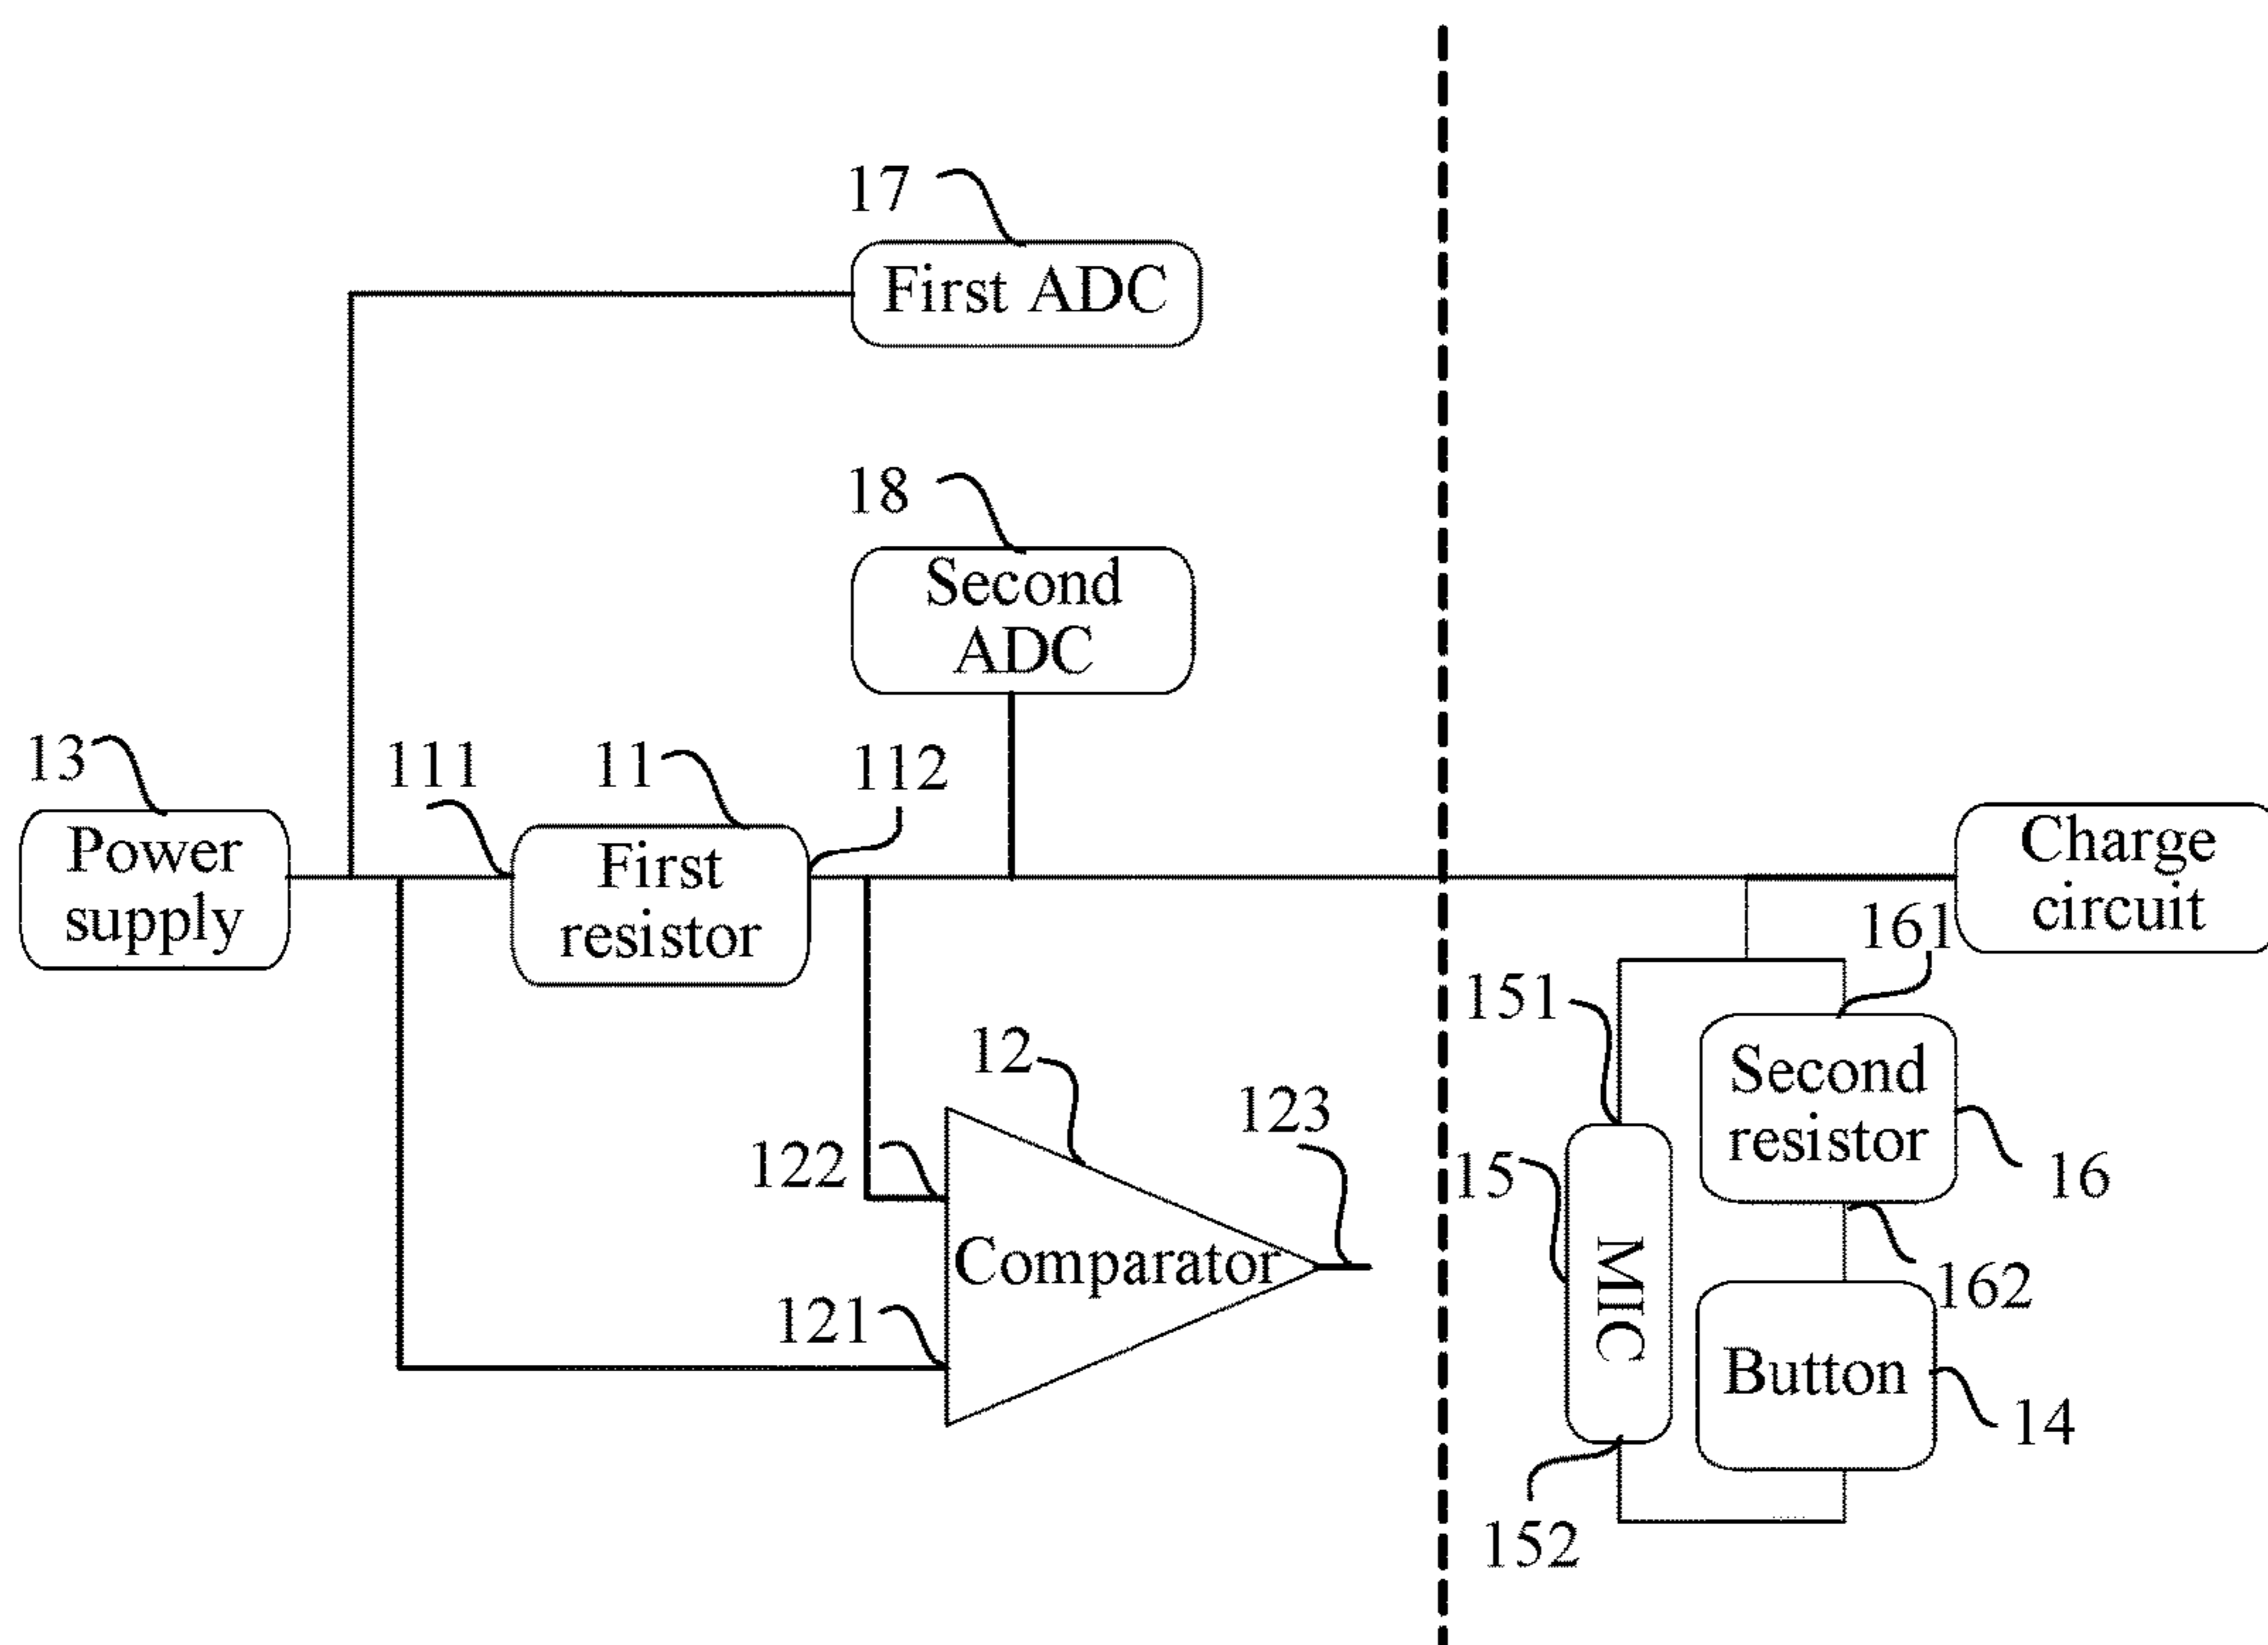 17
First ADC
18
Second
ADC
13
111
11
112
Power
supply
First
resistor
Charge
circuit
161
151
12
123
Second
resistor
122
15
16
Comparator
MIC
162
121
Button
14
152